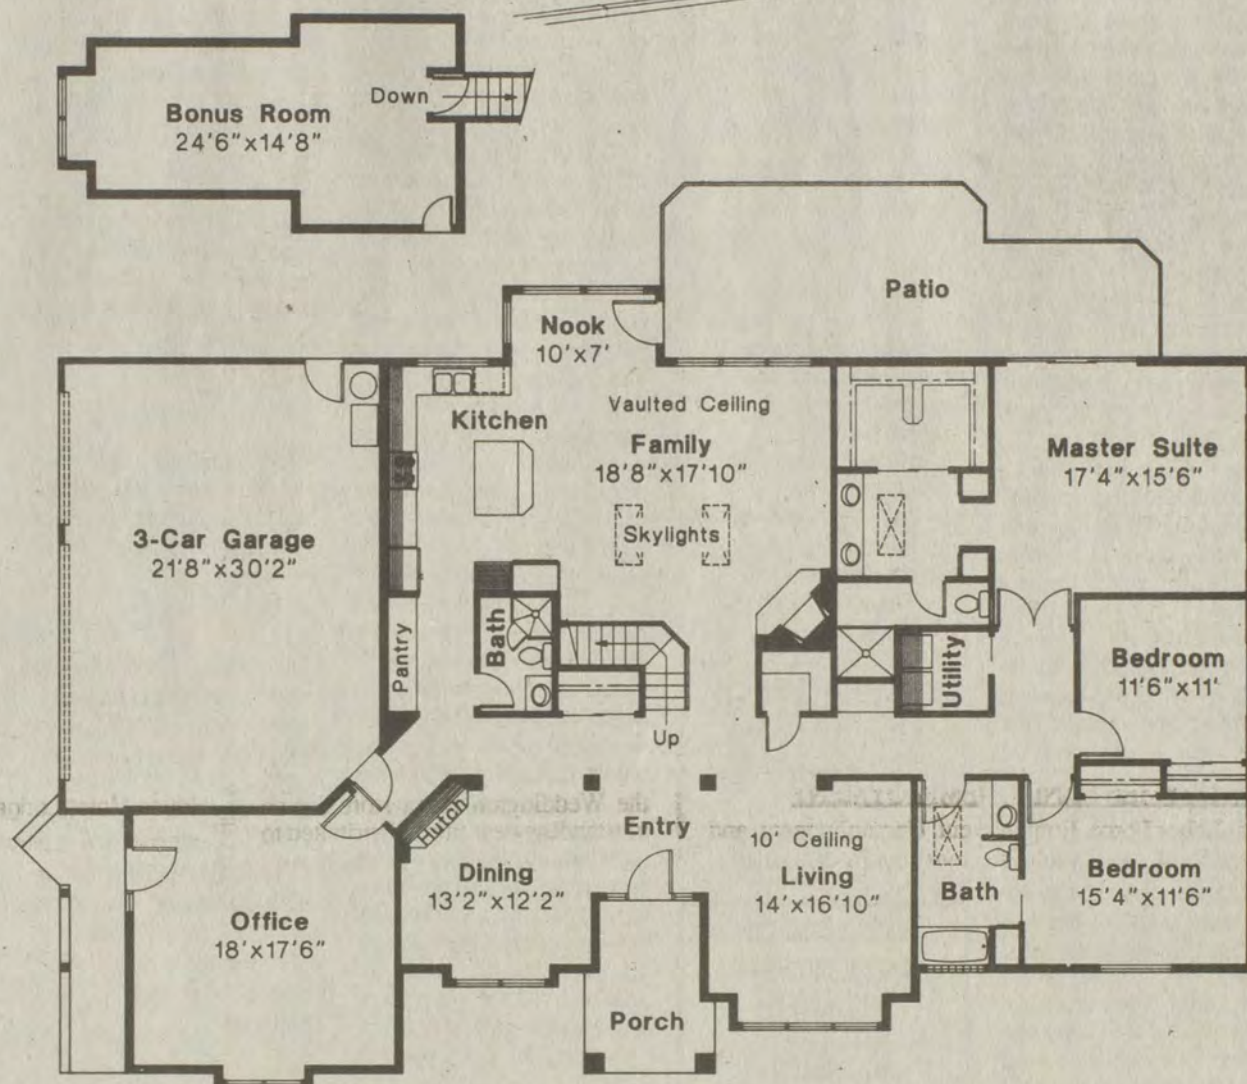 Bonus Room
24'6"x14'8"
Down
Patio
Nook
10'x7'
Kitchen
Vaulted Ceiling
Family
18'8"x17'10"
Skylights
Master Suite
17'4"x15'6"
3-Car Garage
21'8"x30'2"
Pantry
Bath
Utility
Bedroom
11'6"x11'
Up
Hutch
Entry
10' Ceiling
Dining
13'2"x12'2"
Living
14'x16'10"
Bath
Bedroom
15'4"x11'6"
Office
18'x17'6"
Porch